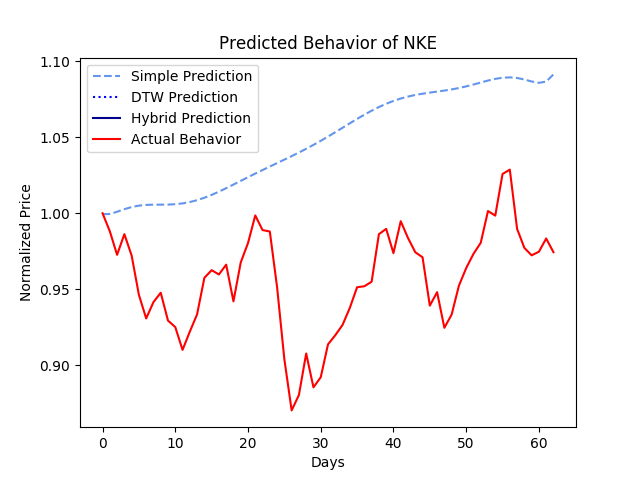 Predicted Behavior of NKE
Simple Prediction
DTW Prediction
Hybrid Prediction
Actual Behavior
1.10
1.05
1.00
0.95
0.90
Normalized Price
0 10 20 30 40 50 60
Days